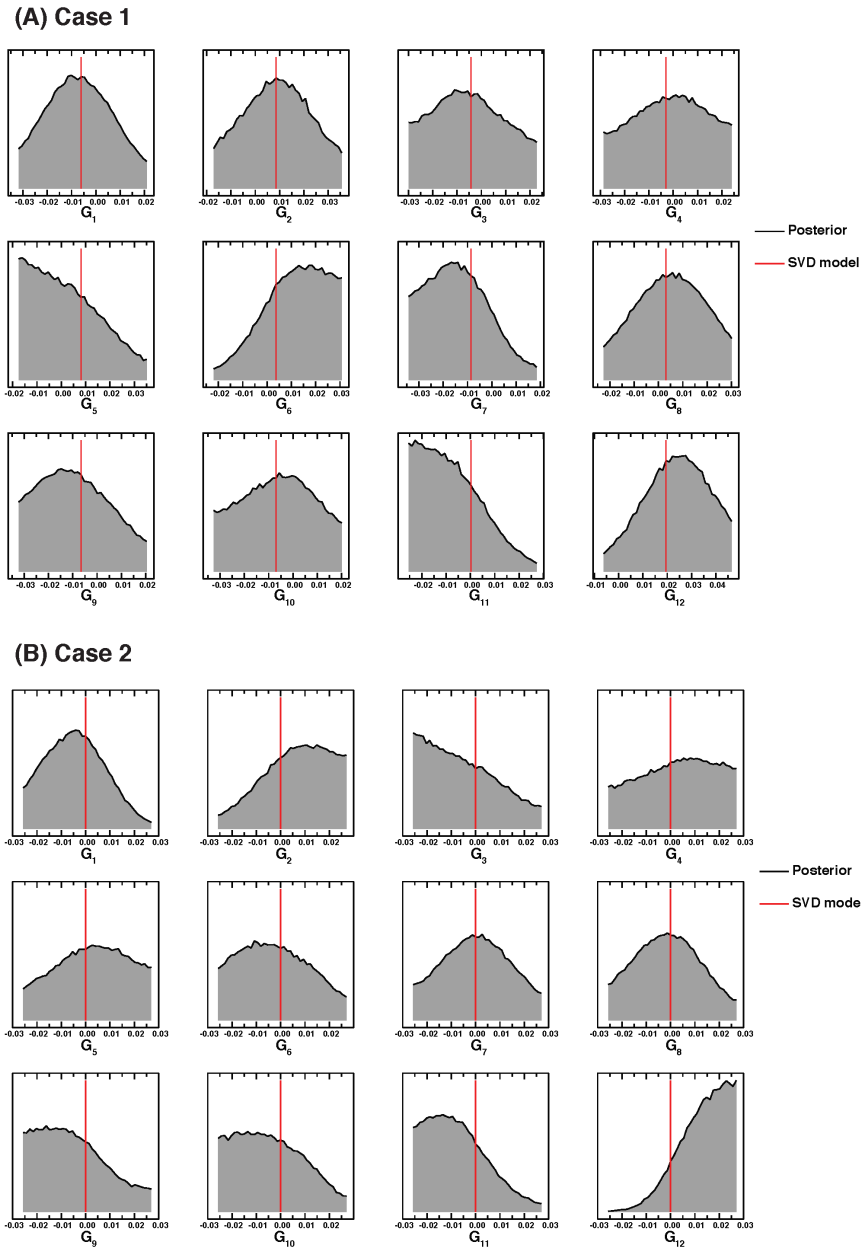 (A) Case 1
-0.03 -0.02 -0.01 0.00 0.01 0.02
G1
-0.02 -0.01 0.00 0.01 0.02 0.03
G2
-0.03 -0.02 -0.01 0.00 0.01 0.02
G3
-0.03 -0.02 -0.01 0.00 0.01 0.02
G4
Posterior
SVD model
-0.02 -0.01 0.00 0.01 0.02 0.03
G5
-0.02 -0.01 0.00 0.01 0.02 0.03
G6
-0.03 -0.02 -0.01 0.00 0.01 0.02
G7
-0.02 -0.01 0.00 0.01 0.02 0.03
G8
-0.03 -0.02 -0.01 0.00 0.01 0.02
G9
-0.03 -0.02 -0.01 0.00 0.01 0.02
G10
-0.02 -0.01 0.00 0.01 0.02 0.03
G11
-0.01 0.00 0.01 0.02 0.03 0.04
G12
(B) Case 2
-0.03 -0.02 -0.01 0.00 0.01 0.02 0.03
G1
-0.03 -0.02 -0.01 0.00 0.01 0.02 0.03
G2
-0.03 -0.02 -0.01 0.00 0.01 0.02 0.03
G3
-0.03 -0.02 -0.01 0.00 0.01 0.02 0.03
G4
Posterior
SVD mode
-0.03 -0.02 -0.01 0.00 0.01 0.02 0.03
G5
-0.03 -0.02 -0.01 0.00 0.01 0.02 0.03
G6
-0.03 -0.02 -0.01 0.00 0.01 0.02 0.03
G7
-0.03 -0.02 -0.01 0.00 0.01 0.02 0.03
G8
-0.03 -0.02 -0.01 0.00 0.01 0.02 0.03
G9
-0.03 -0.02 -0.01 0.00 0.01 0.02 0.03
G10
-0.03 -0.02 -0.01 0.00 0.01 0.02 0.03
G11
-0.03 -0.02 -0.01 0.00 0.01 0.02 0.03
G12